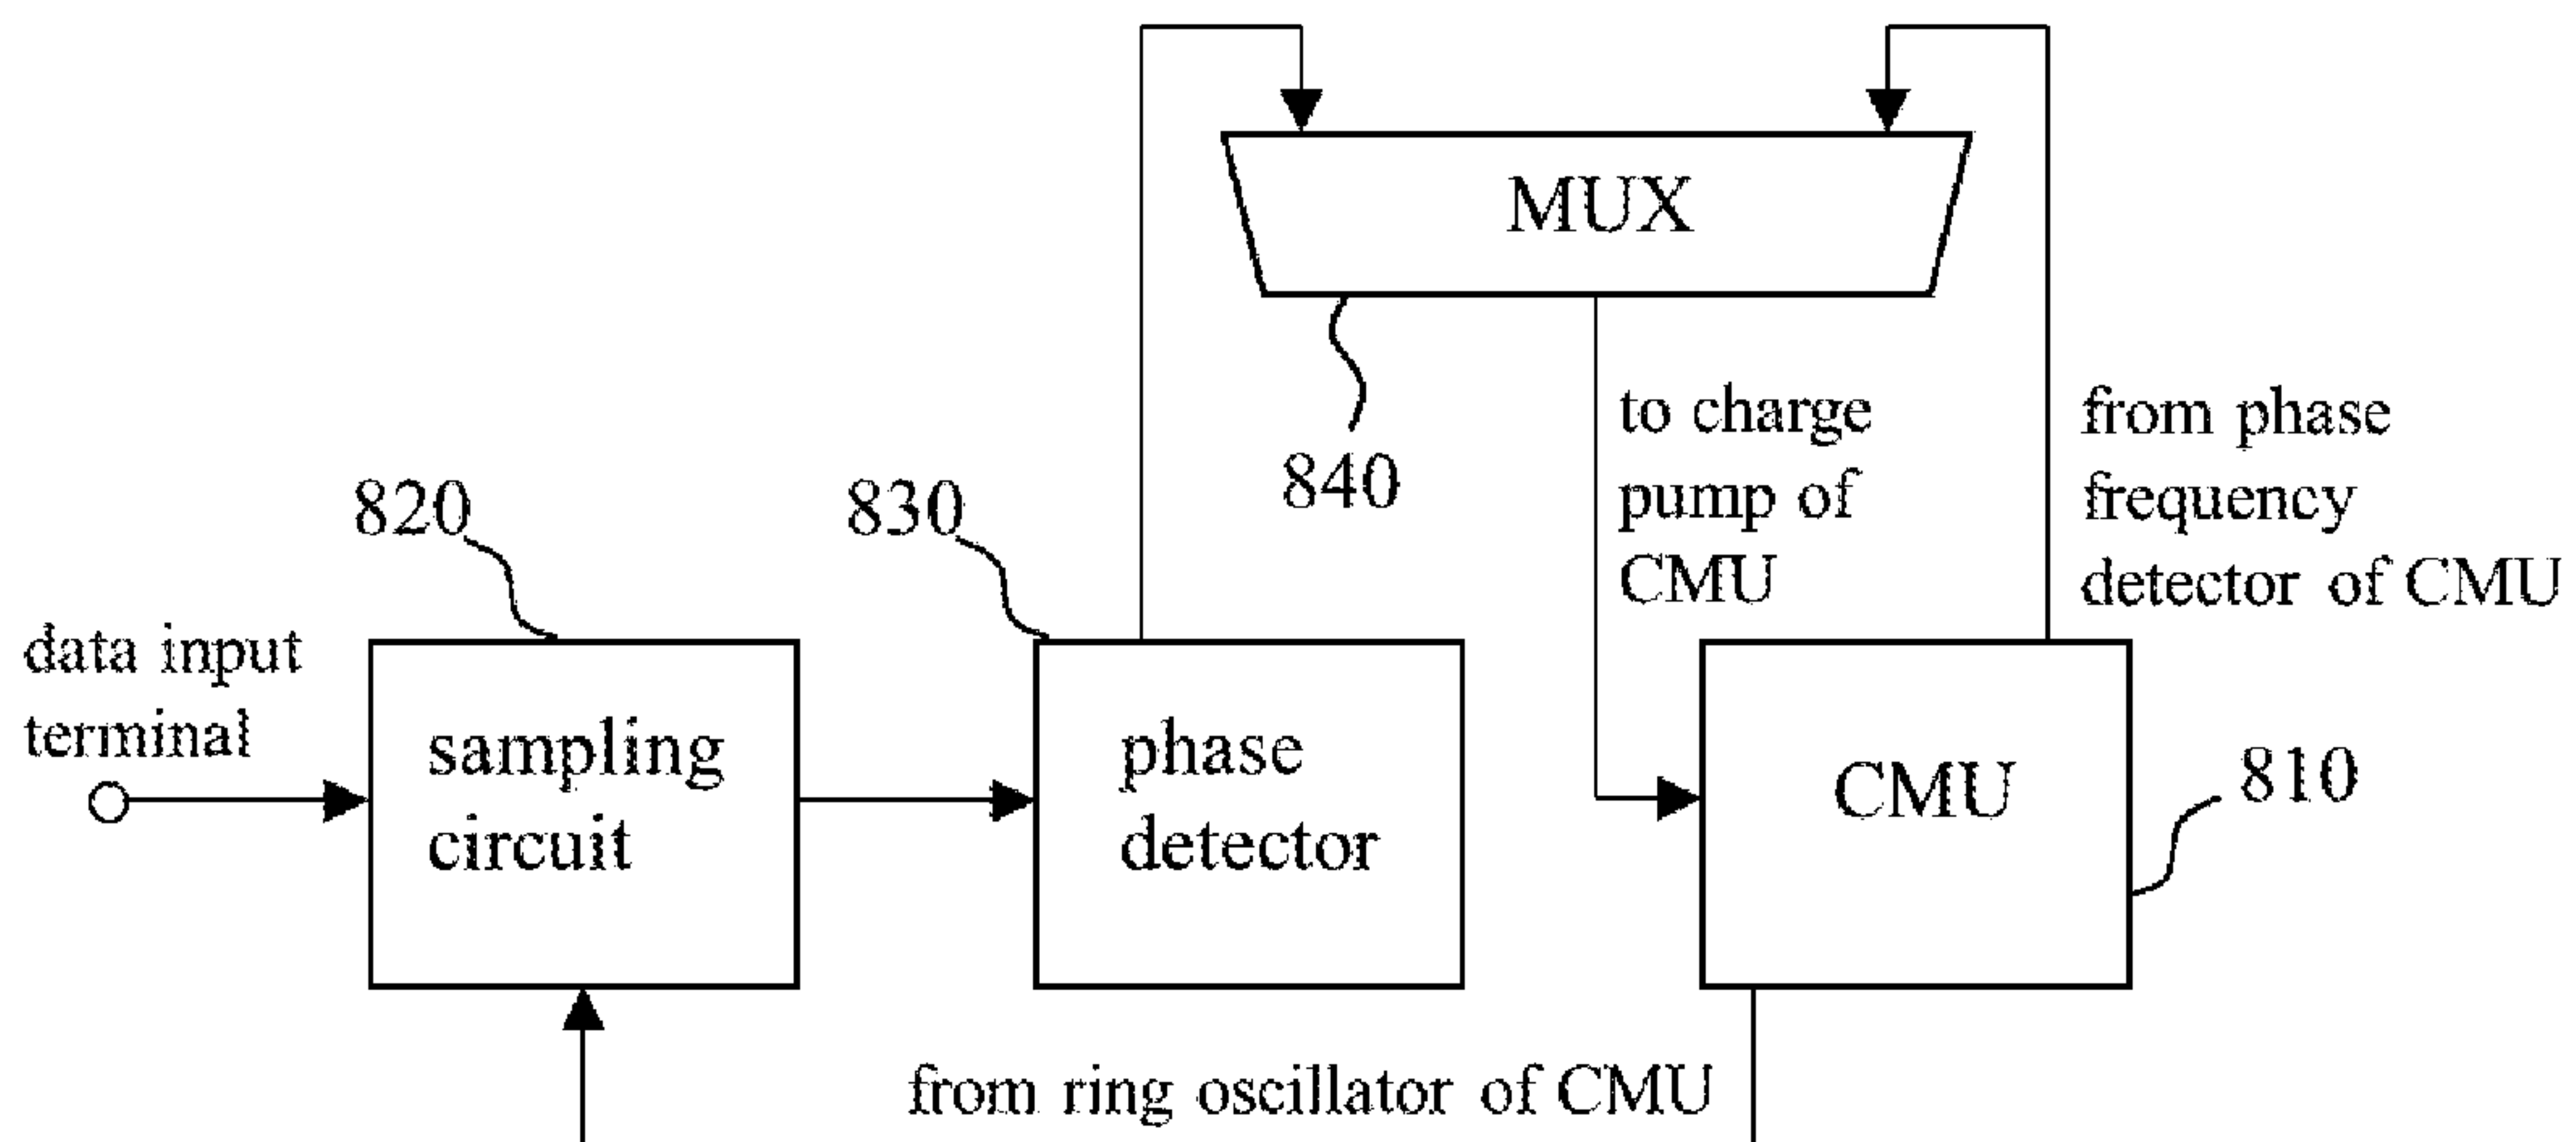 MUX
to charge
pump of
CMU
from phase
frequency
detector of CMU
840
820
830
data input
terminal
sampling
circuit
phase
detector
CMU
810
from ring oscillator of CMU